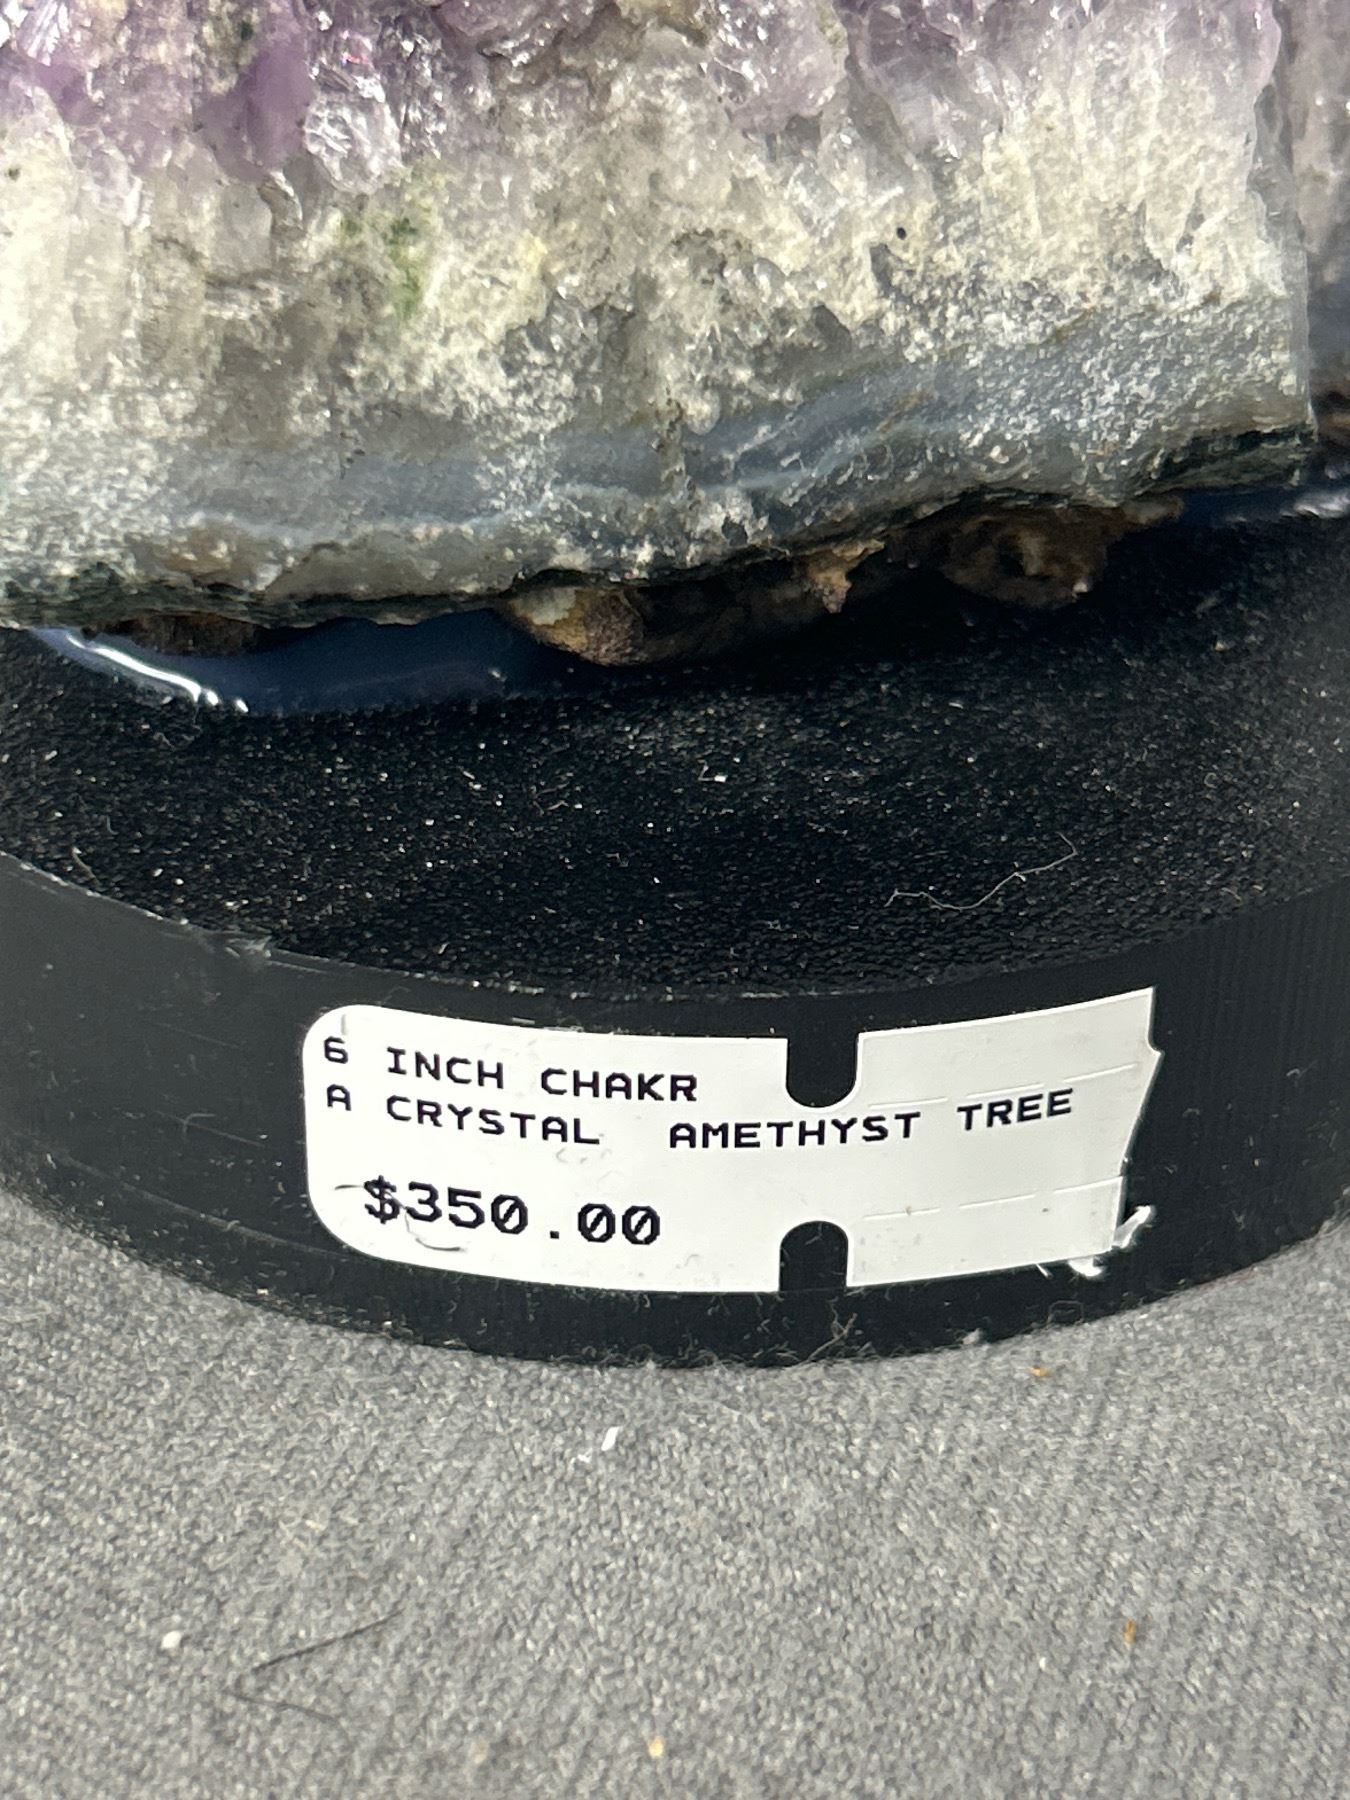 6 INCH CHAKR
A CRYSTAL AMETHYST TREE
$350.00